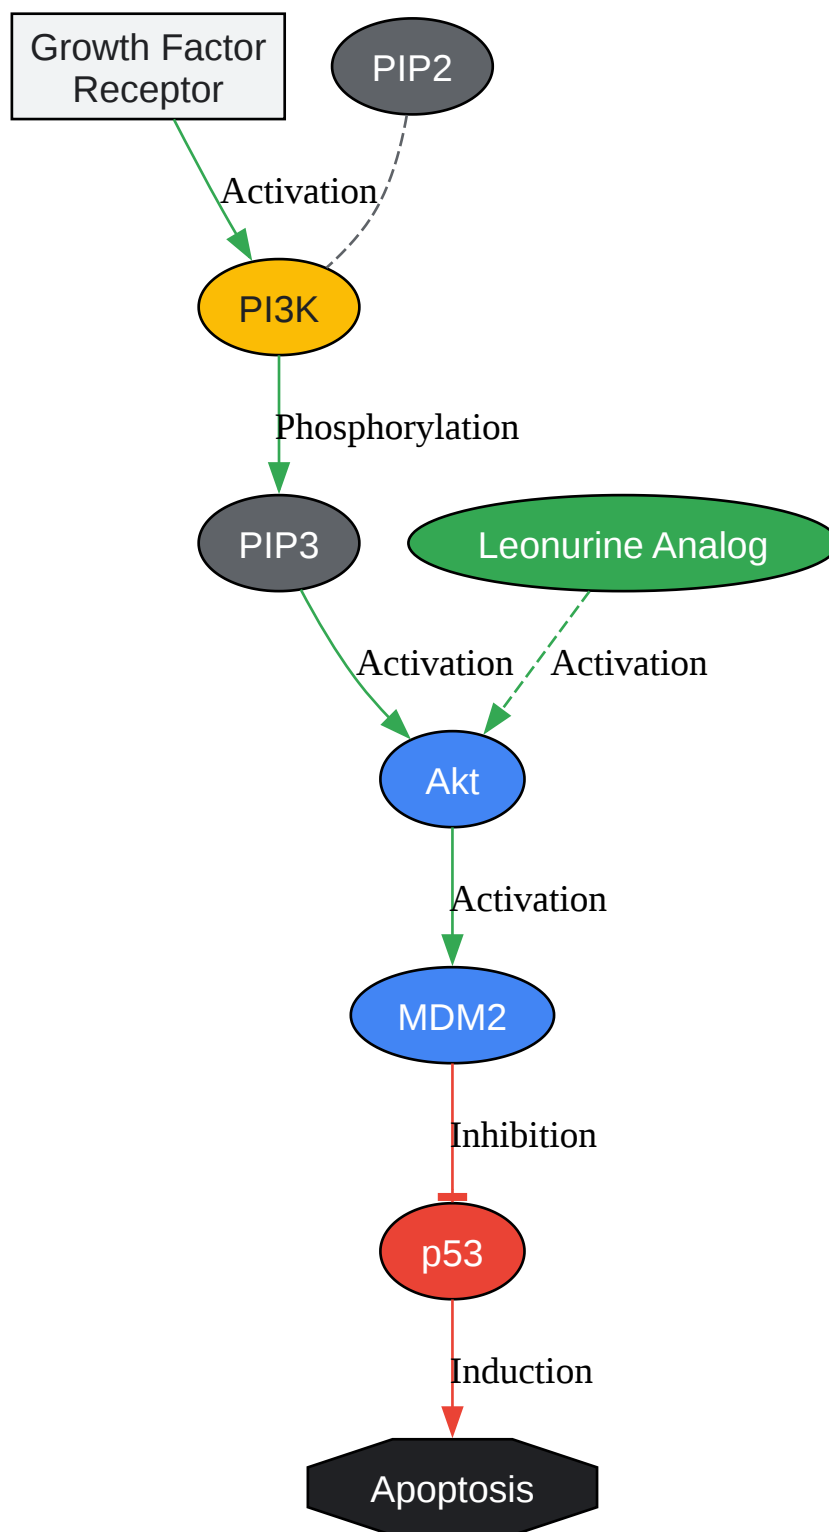 Growth Factor
Receptor
PIP2
Activation
PI3K
Phosphorylation
PIP3
Leonurine Analog
Activation
Activation
Akt
Activation
MDM2
Inhibition
p53
Induction
Apoptosis